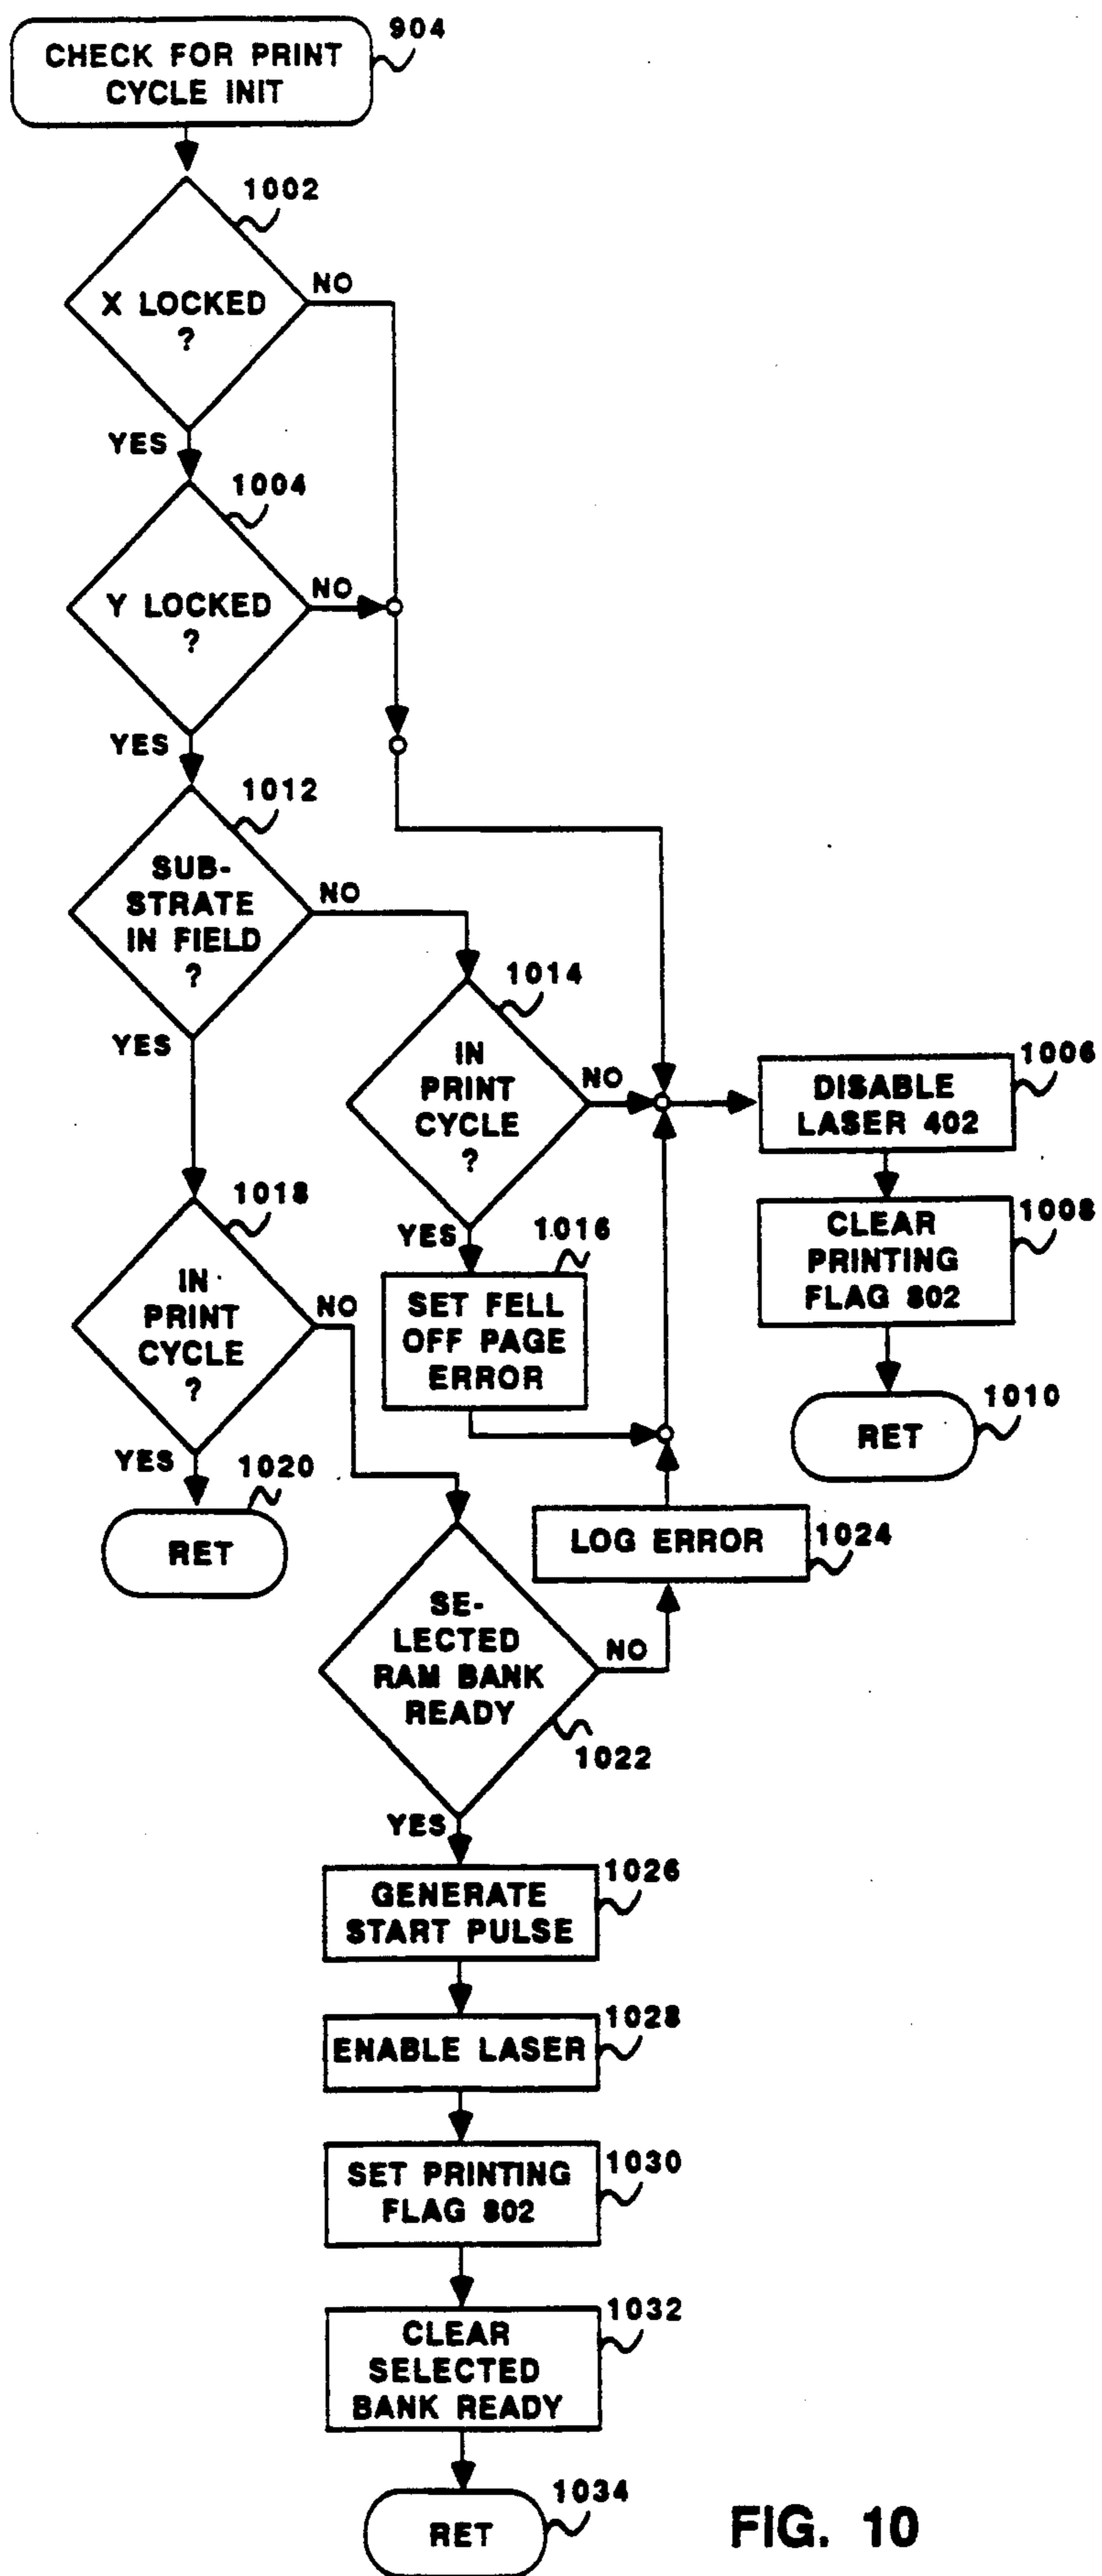 904
CHECK FOR PRINT
CYCLE INIT
1002
X LOCKED
?
NO
YES
1004
Y LOCKED
?
NO
YES
1012
SUB-
STRATE
IN FIELD
?
NO
YES
1014
IN
PRINT
CYCLE
?
NO
YES
1006
DISABLE
LASER 402
1008
CLEAR
PRINTING
FLAG 802
1010
RET
1016
SET FELL
OFF PAGE
ERROR
1018
IN
PRINT
CYCLE
?
NO
YES
1020
RET
LOG ERROR
1024
SE-
LECTED
RAM BANK
READY
NO
1022
YES
1026
GENERATE
START PULSE
1028
ENABLE LASER
1030
SET PRINTING
FLAG 802
1032
CLEAR
SELECTED
BANK READY
1034
RET
FIG. 10